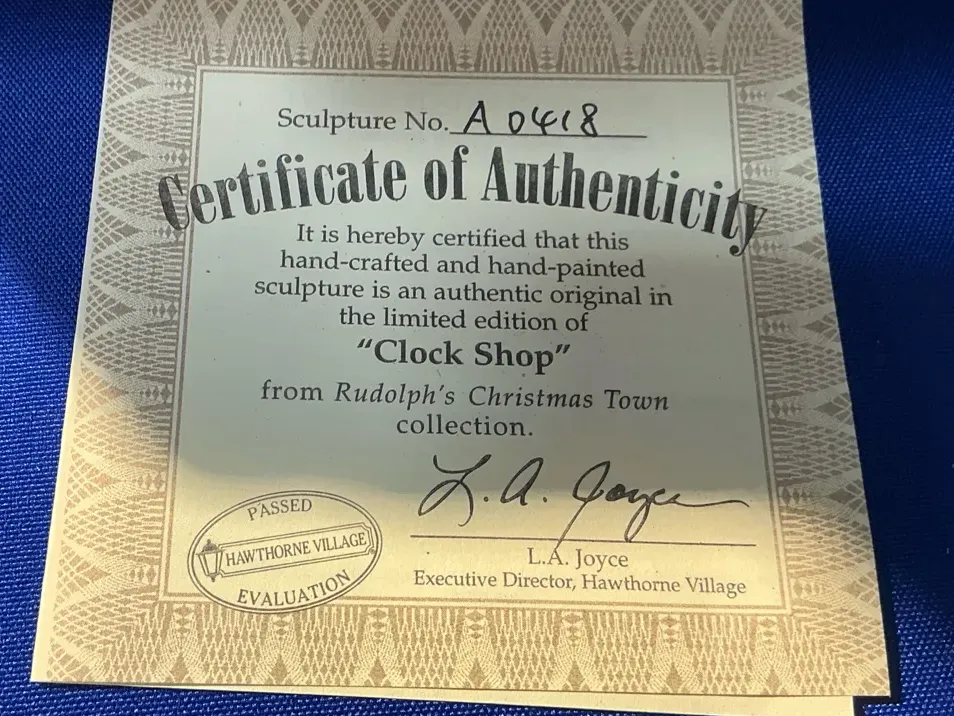 Sculpture No. A0418
Certificate of Authenticity
It is hereby certified that this
hand-crafted and hand-painted
sculpture is an authentic original in
the limited edition of
"Clock Shop"
from Rudolph's Christmas Town
collection.
L. A. Joyce
L.A. Joyce
Executive Director, Hawthorne Village
PASSED
HAWTHORNE VILLAGE
EVALUATION